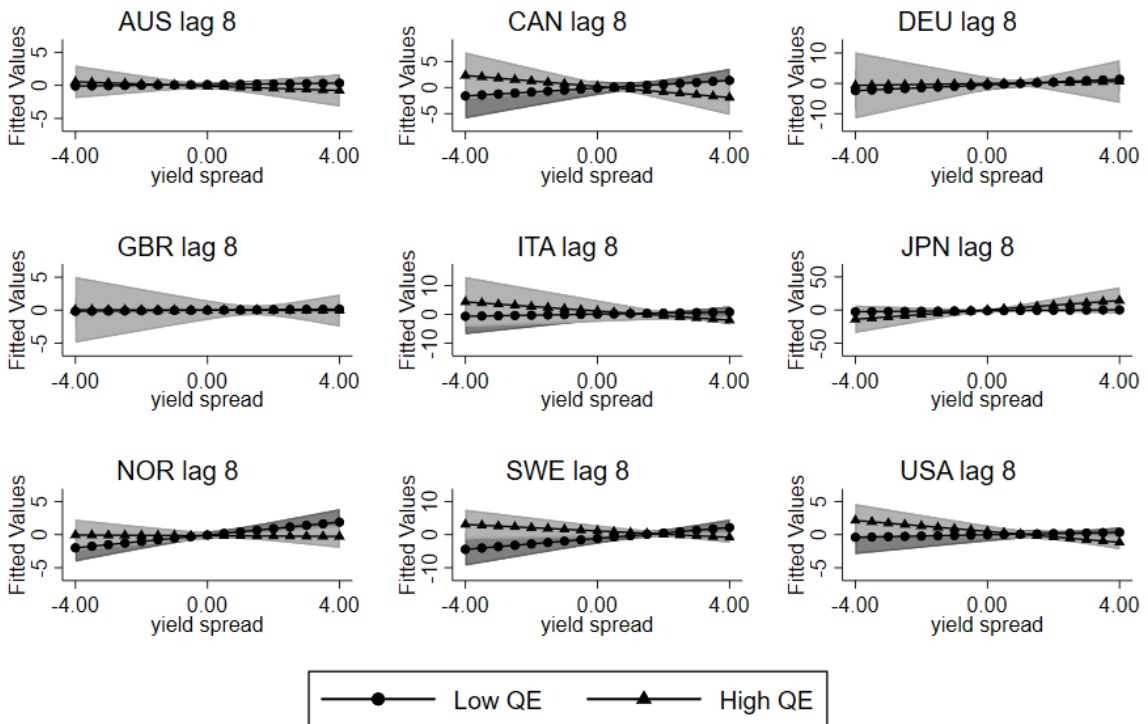 AUS lag 8
CAN lag 8
DEU lag 8
Fitted Values
5
0
-5
-4.00 0.00 4.00
yield spread
Fitted Values
5
0
-5
-4.00 0.00 4.00
yield spread
Fitted Values
10
0
-10
-4.00 0.00 4.00
yield spread
GBR lag 8
ITA lag 8
JPN lag 8
Fitted Values
5
0
-5
-4.00 0.00 4.00
yield spread
Fitted Values
10
0
-10
-4.00 0.00 4.00
yield spread
Fitted Values
50
0
-50
-4.00 0.00 4.00
yield spread
NOR lag 8
SWE lag 8
USA lag 8
Fitted Values
5
0
-5
-4.00 0.00 4.00
yield spread
Fitted Values
10
0
-10
-4.00 0.00 4.00
yield spread
Fitted Values
5
0
-5
-4.00 0.00 4.00
yield spread
Low QE High QE